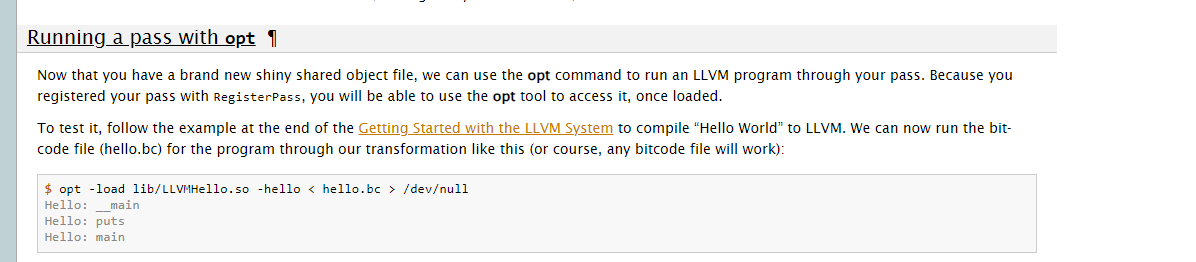 Running a pass with opt ¶
Now that you have a brand new shiny shared object file, we can use the opt command to run an LLVM program through your pass. Because you
registered your pass with RegisterPass, you will be able to use the opt tool to access it, once loaded.
To test it, follow the example at the end of the Getting Started with the LLVM System to compile “Hello World” to LLVM. We can now run the bit-
code file (hello.bc) for the program through our transformation like this (or course, any bitcode file will work):
$ opt -load lib/LLVMHello.so -hello < hello.bc > /dev/null
Hello: __main
Hello: puts
Hello: main